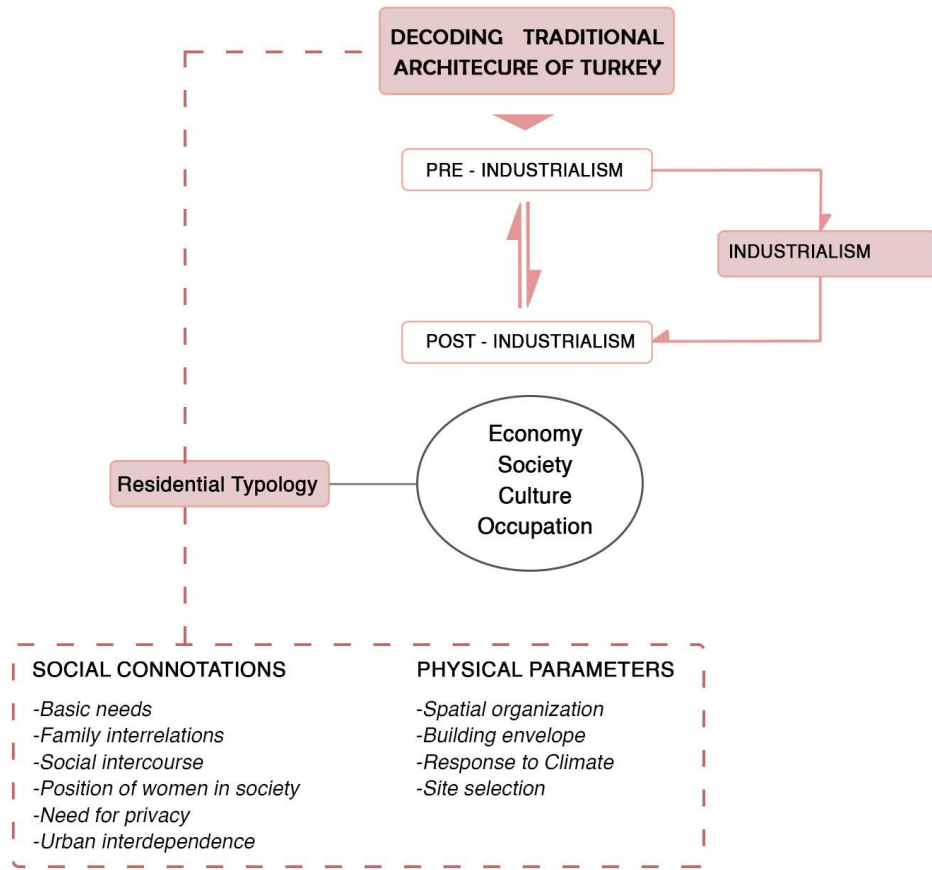 DECODING TRADITIONAL
ARCHITECURE OF TURKEY
PRE - INDUSTRIALISM
INDUSTRIALISM
POST - INDUSTRIALISM
Economy
Society
Culture
Occupation
Residential Typology
SOCIAL CONNOTATIONS
-Basic needs
-Family interrelations
-Social intercourse
-Position of women in society
-Need for privacy
-Urban interdependence
PHYSICAL PARAMETERS
-Spatial organization
-Building envelope
-Response to Climate
-Site selection